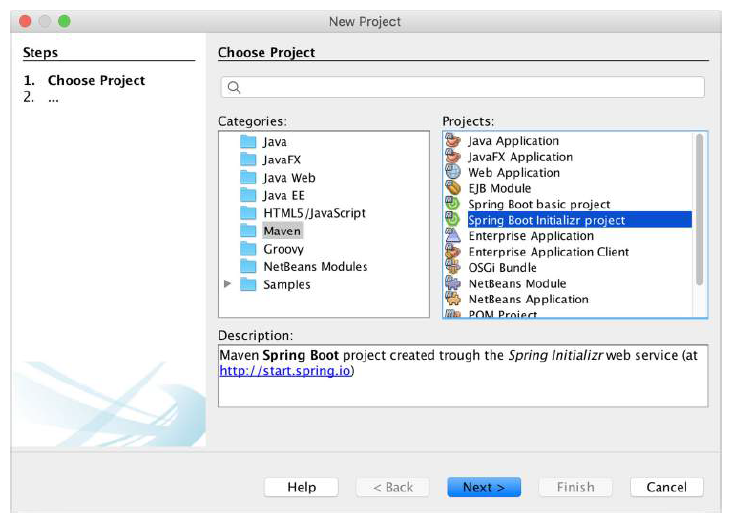 New Project
Steps
1. Choose Project
2. ...
Choose Project
Categories:
Java
JavaFX
Java Web
Java EE
HTML5/JavaScript
Maven
Groovy
NetBeans Modules
Samples
Projects:
Java Application
JavaFX Application
Web Application
EJB Module
Spring Boot basic project
Spring Boot Initializr project
Enterprise Application
Enterprise Application Client
OSGi Bundle
NetBeans Module
NetBeans Application
POM Project
Description:
Maven Spring Boot project created trough the Spring Initializr web service (at
http://start.spring.io)
Help
< Back
Next >
Finish
Cancel